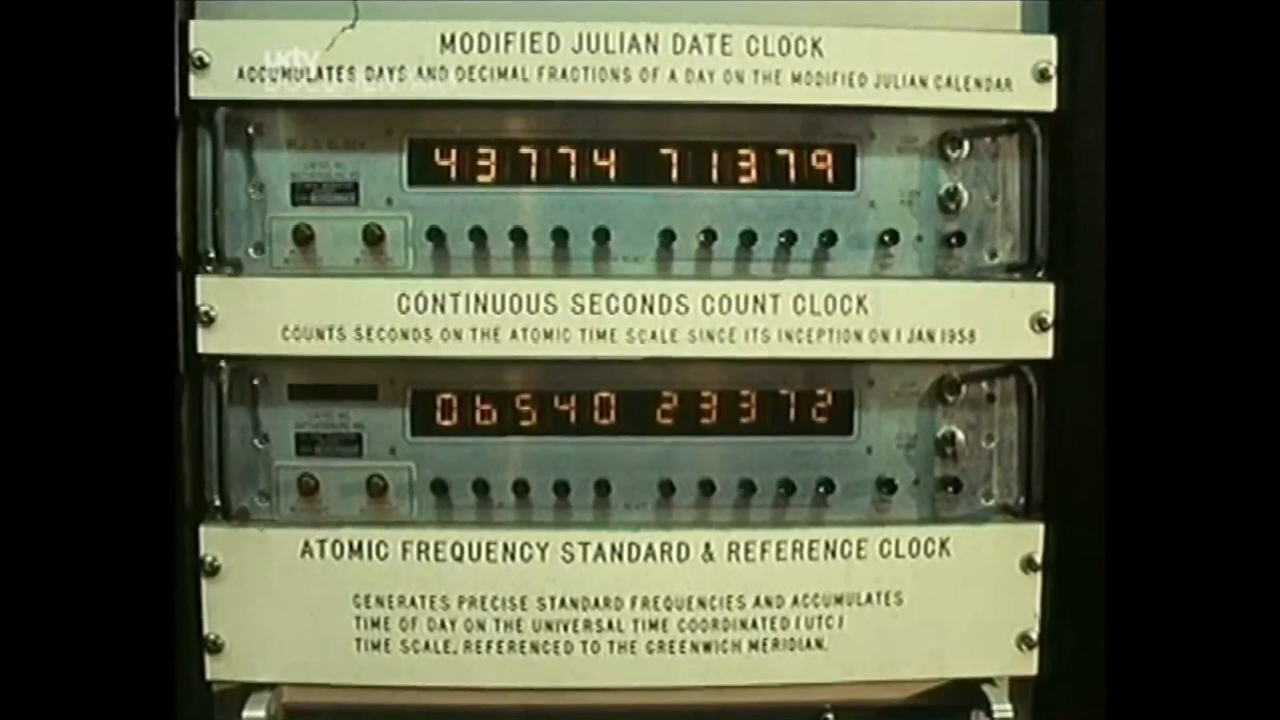 MODIFIED JULIAN DATE CLOCK
uktv
ACCUMULATES DAYS AND DECIMAL FRACTIONS OF A DAY ON THE MODIFIED JULIAN CALENDAR
DOCUMENTARY
43774 71379
CONTINUOUS SECONDS COUNT CLOCK
COUNTS SECONDS ON THE ATOMIC TIME SCALE SINCE ITS INCEPTION ON 1 JAN 1958
06540 23372
ATOMIC FREQUENCY STANDARD & REFERENCE CLOCK
GENERATES PRECISE STANDARD FREQUENCIES AND ACCUMULATES
TIME OF DAY ON THE UNIVERSAL TIME COORDINATED (UTC)
TIME SCALE, REFERENCED TO THE GREENWICH MERIDIAN.